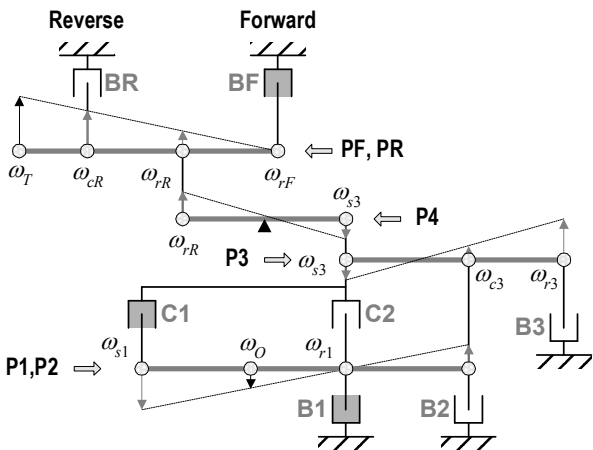 Reverse Forward
BR BF
PF, PR
ω_T ω_cR ω_rR ω_rF
ω_s3
P4
ω_rR
P3 ω_s3
ω_c3 ω_r3
C1 C2
B3
ω_s1 ω_O ω_r1
P1,P2
B1 B2